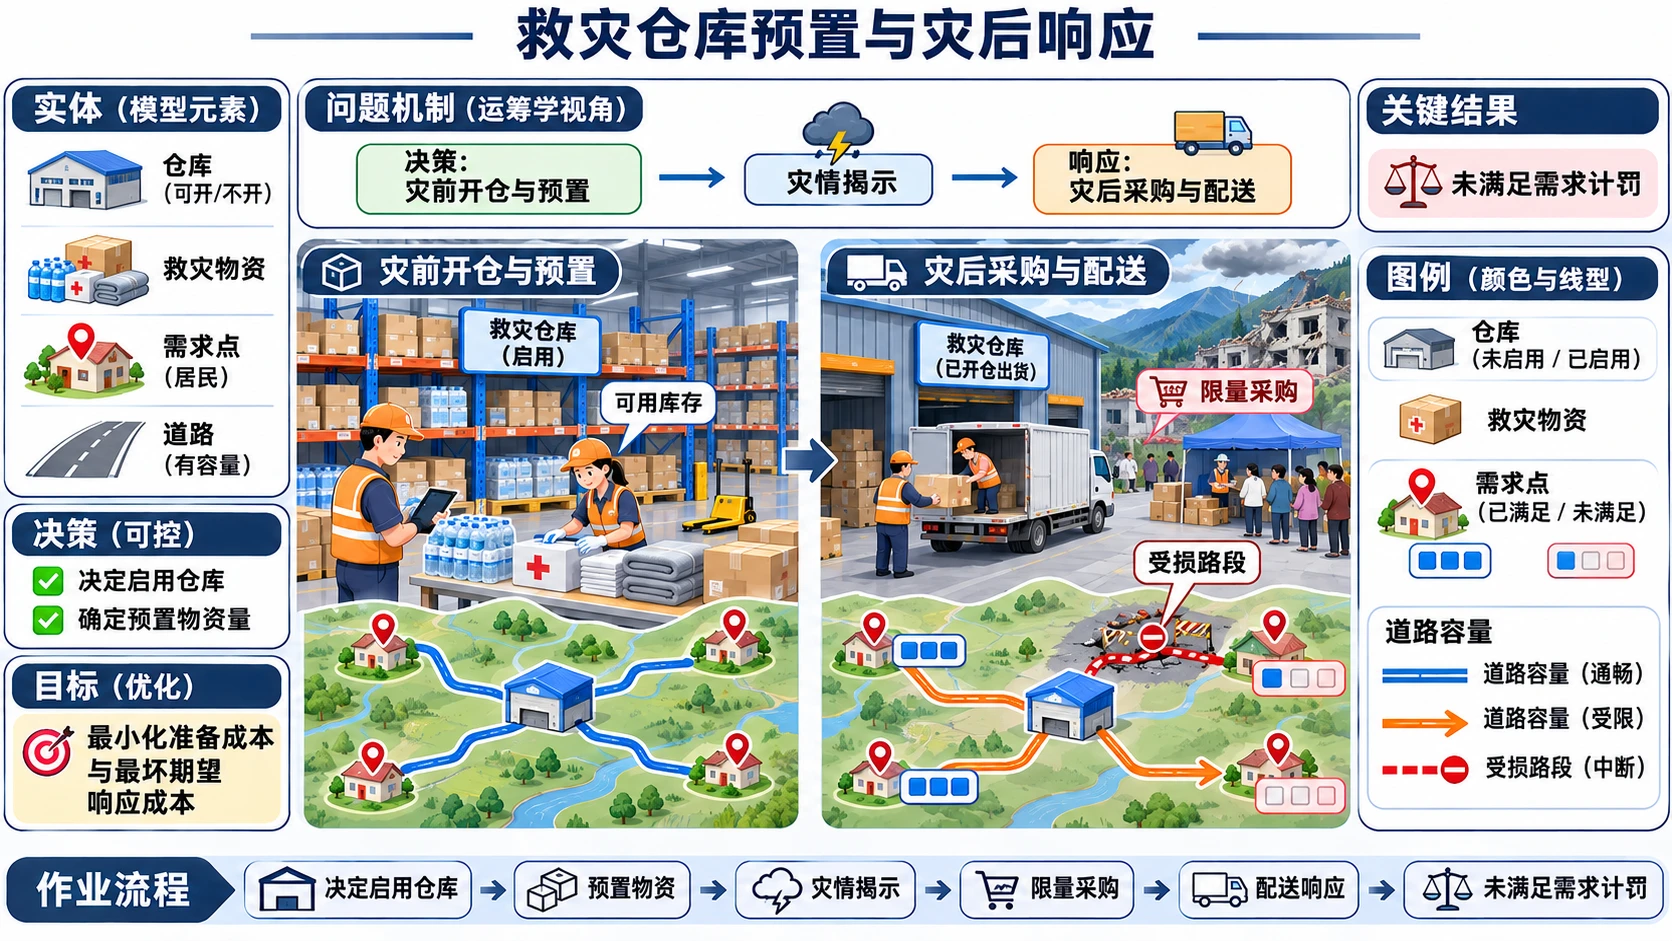 救灾仓库预置与灾后响应
实体（模型元素）
仓库
（可开/不开）
救灾物资
需求点
（居民）
道路
（有容量）
决策（可控）
决定启用仓库
确定预置物资量
目标（优化）
最小化准备成本
与最坏期望
响应成本
问题机制（运筹学视角）
决策：
灾前开仓与预置
灾情揭示
响应：
灾后采购与配送
灾前开仓与预置
救灾仓库
（启用）
可用库存
灾后采购与配送
救灾仓库
（已开仓出货）
限量采购
受损路段
关键结果
未满足需求计罚
图例（颜色与线型）
仓库
（未启用 / 已启用）
救灾物资
需求点
（已满足 / 未满足）
道路容量
道路容量（通畅）
道路容量（受限）
受损路段（中断）
作业流程
决定启用仓库
预置物资
灾情揭示
限量采购
配送响应
未满足需求计罚